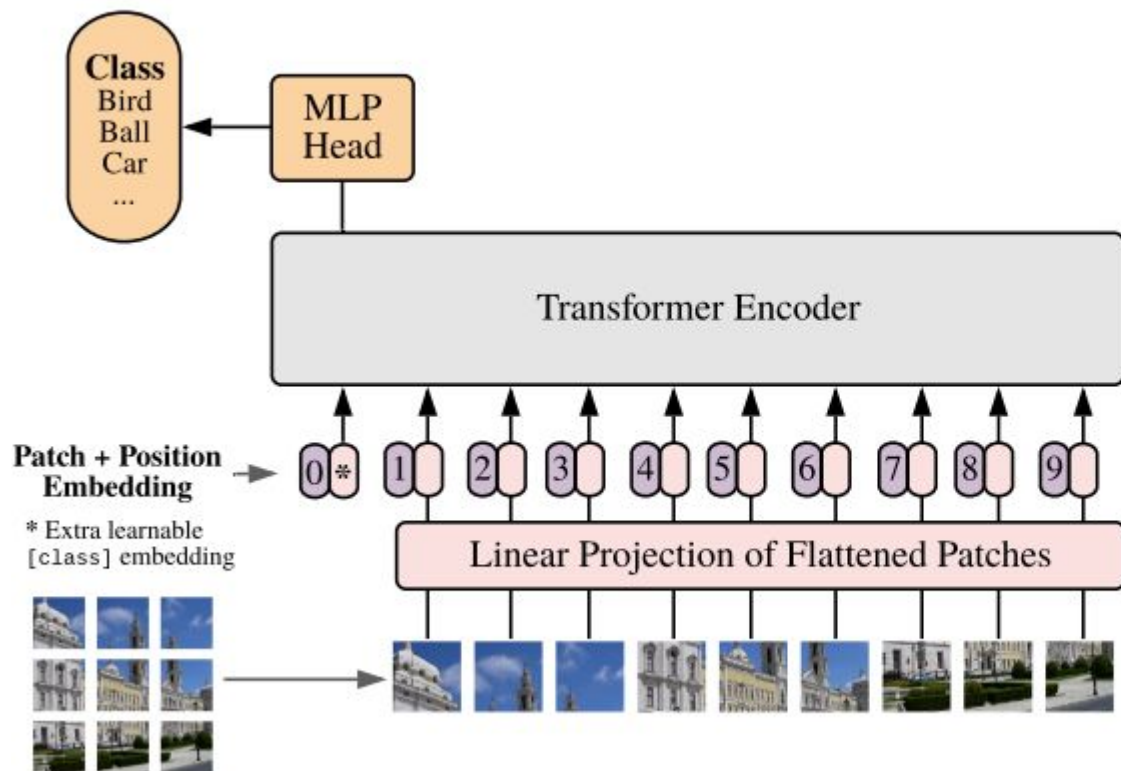 Class
Bird
Ball
Car
...
MLP
Head
Transformer Encoder
Patch + Position
Embedding
0 * 1 2 3 4 5 6 7 8 9
* Extra learnable
[class] embedding
Linear Projection of Flattened Patches